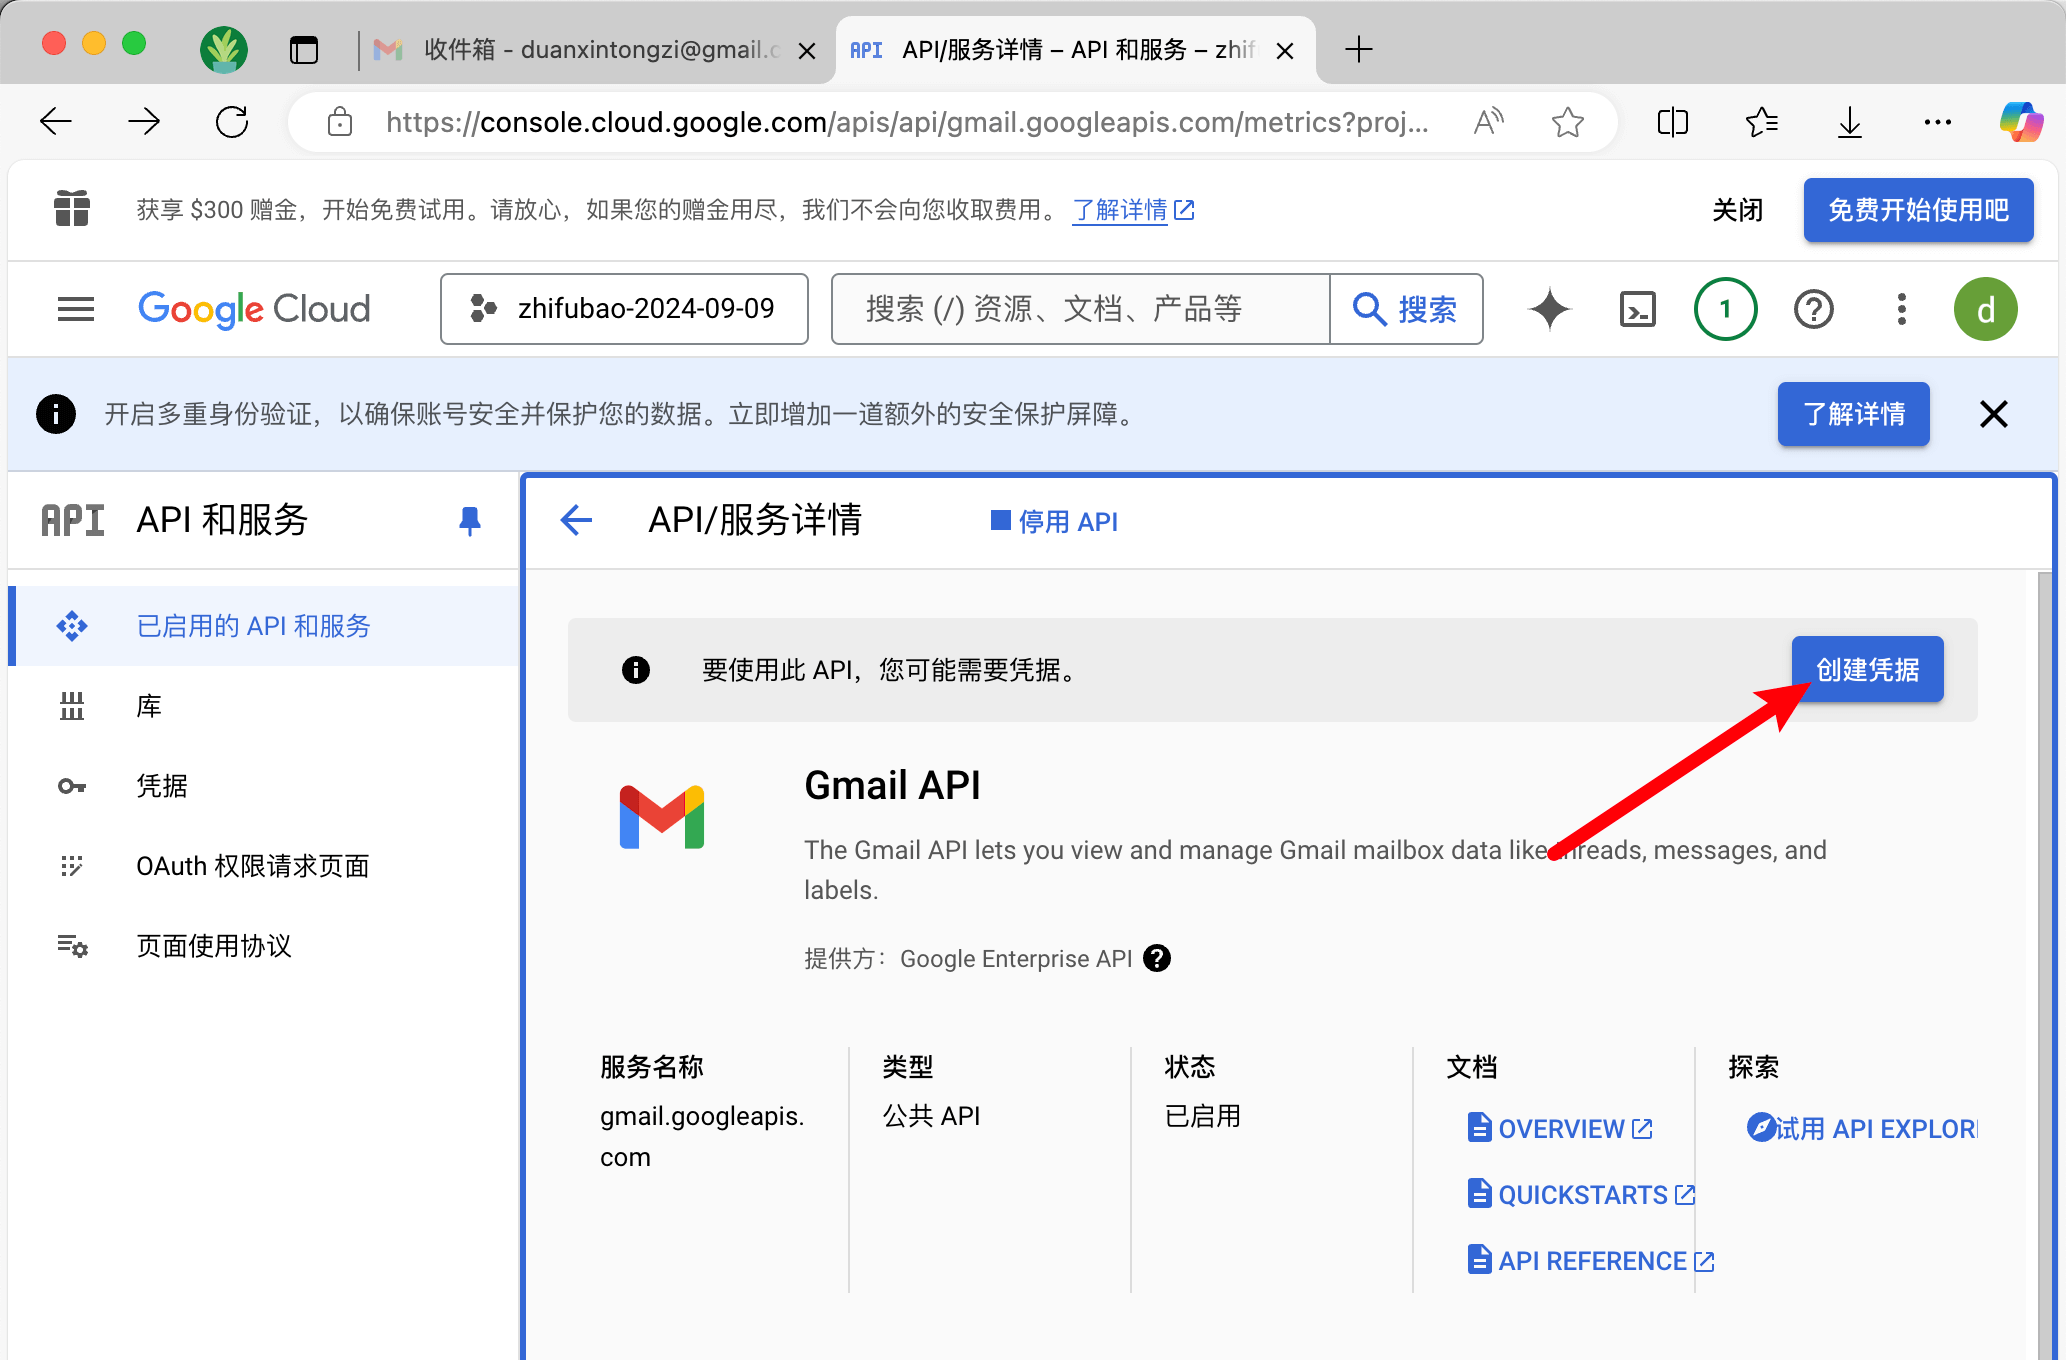 收件箱 - duanxintongzi@gmail.c
API API/服务详情 – API 和服务 – zhif
https://console.cloud.google.com/apis/api/gmail.googleapis.com/metrics?proj...
获享 $300 赠金，开始免费试用。请放心，如果您的赠金用尽，我们不会向您收取费用。 了解详情
关闭
免费开始使用吧
Google Cloud
zhifubao-2024-09-09
搜索 (/) 资源、文档、产品等
搜索
1
d
开启多重身份验证，以确保账号安全并保护您的数据。立即增加一道额外的安全保护屏障。
了解详情
API API 和服务
API/服务详情
停用 API
已启用的 API 和服务
库
凭据
OAuth 权限请求页面
页面使用协议
要使用此 API，您可能需要凭据。
创建凭据
Gmail API
The Gmail API lets you view and manage Gmail mailbox data like threads, messages, and
labels.
提供方： Google Enterprise API
服务名称
gmail.googleapis.
com
类型
公共 API
状态
已启用
文档
OVERVIEW
QUICKSTARTS
API REFERENCE
探索
试用 API EXPLOR